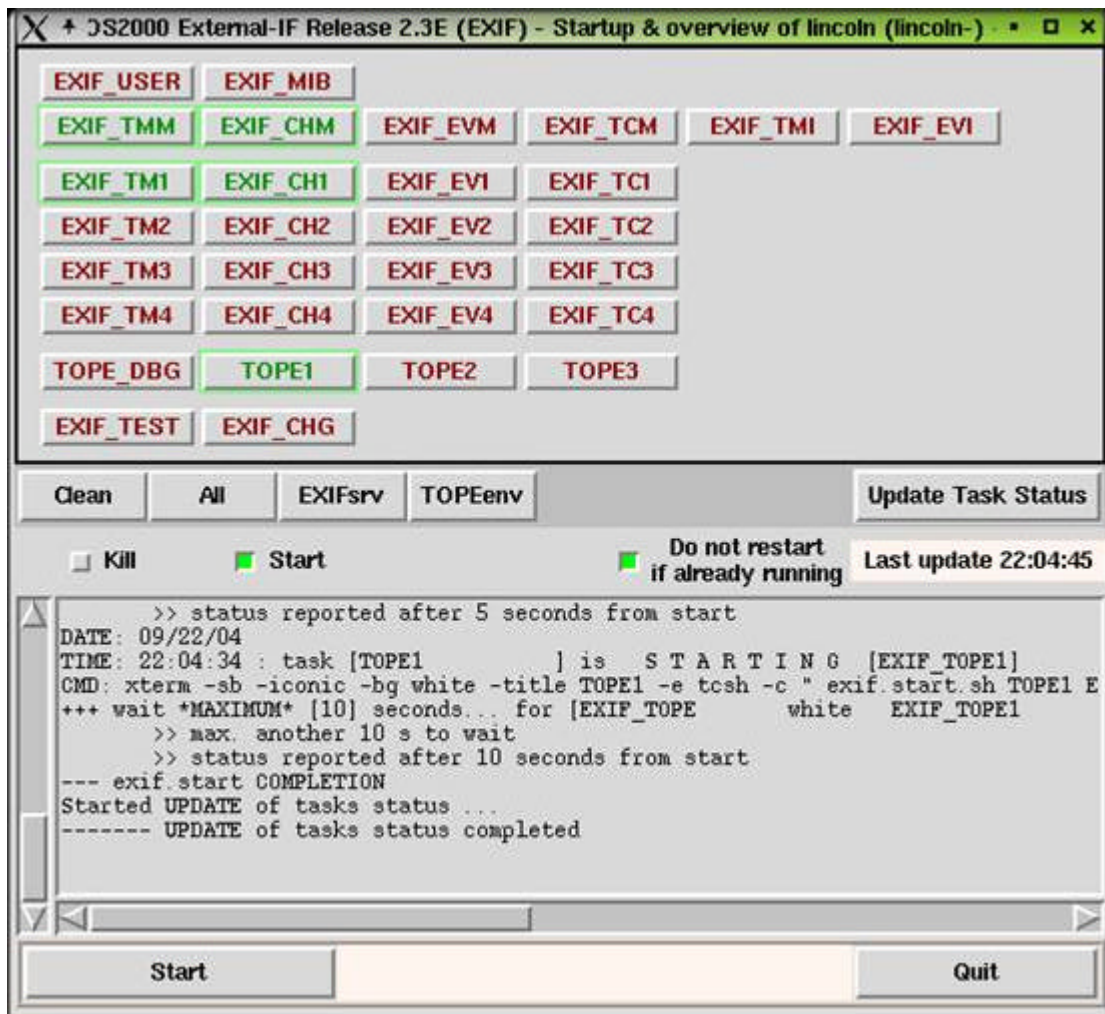 OS2000 External-IF Release 2.3E (EXIF) - Startup & overview of lincoln (lincoln-)
EXIF_USER EXIF_MIB
EXIF_TMM EXIF_CHM EXIF_EVM EXIF_TCM EXIF_TMI EXIF_EVI
EXIF_TM1 EXIF_CH1 EXIF_EV1 EXIF_TC1
EXIF_TM2 EXIF_CH2 EXIF_EV2 EXIF_TC2
EXIF_TM3 EXIF_CH3 EXIF_EV3 EXIF_TC3
EXIF_TM4 EXIF_CH4 EXIF_EV4 EXIF_TC4
TOPE_DBG TOPE1 TOPE2 TOPE3
EXIF_TEST EXIF_CHG
Clean All EXIFsrv TOPEenv Update Task Status
Kill Start Do not restart
if already running Last update 22:04:45
>> status reported after 5 seconds from start
DATE: 09/22/04
TIME: 22:04:34 : task [TOPE1 ] is S T A R T I N G [EXIF_TOPE1]
CMD: xterm -sb -iconic -bg white -title TOPE1 -e tcsh -c " exif.start.sh TOPE1 E
+++ wait *MAXIMUM* [10] seconds... for [EXIF_TOPE white EXIF_TOPE1
>> max. another 10 s to wait
>> status reported after 10 seconds from start
--- exif.start COMPLETION
Started UPDATE of tasks status ...
------- UPDATE of tasks status completed
Start Quit